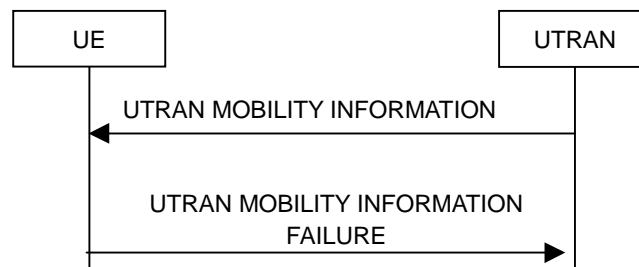 UE
UTRAN
UTRAN MOBILITY INFORMATION
UTRAN MOBILITY INFORMATION
FAILURE